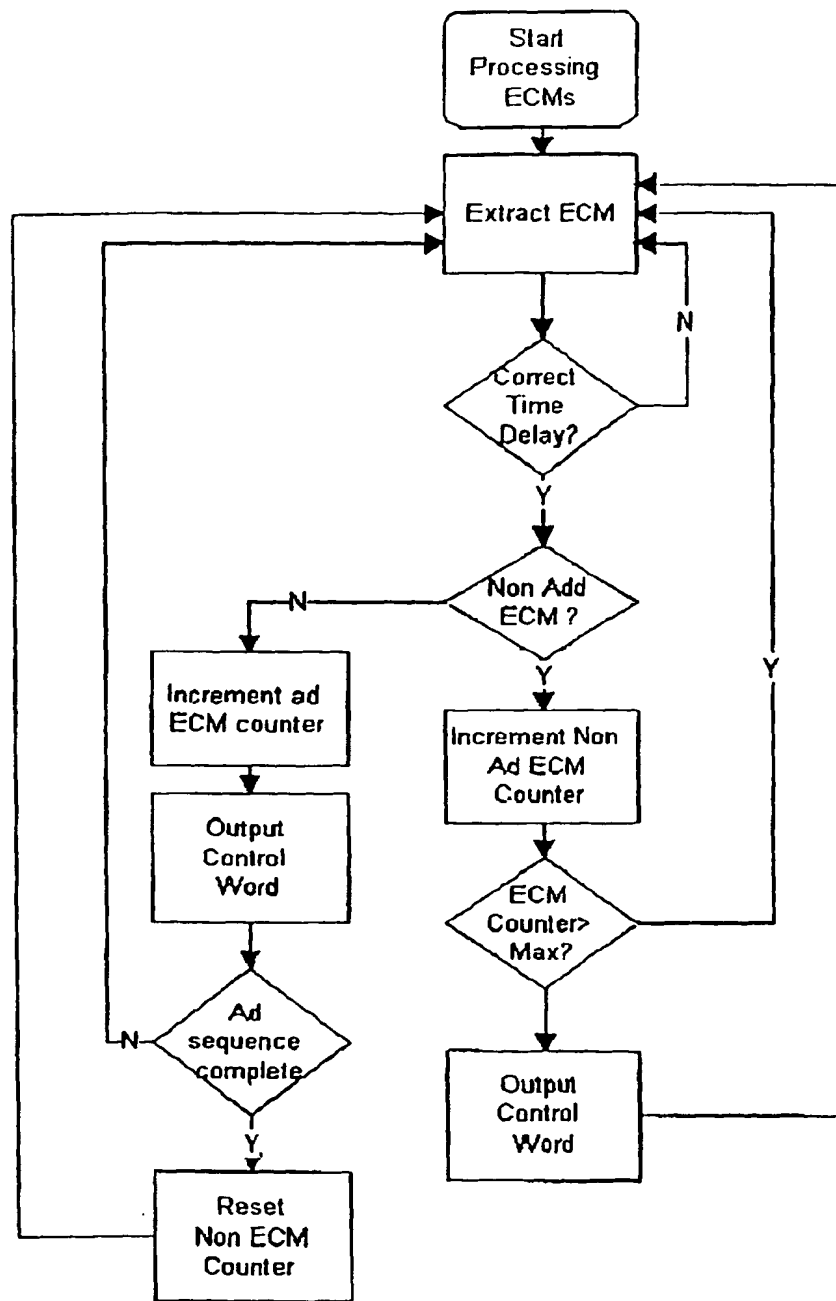 Start
Processing
ECMs
Extract ECM
N
Correct
Time
Delay?
Y
Non Add
ECM ?
N
Y
Y
Increment ad
ECM counter
Increment Non
Ad ECM
Counter
Output
Control
Word
ECM
Counter>
Max?
N
Ad
sequence
complete
Output
Control
Word
Y
Reset
Non ECM
Counter